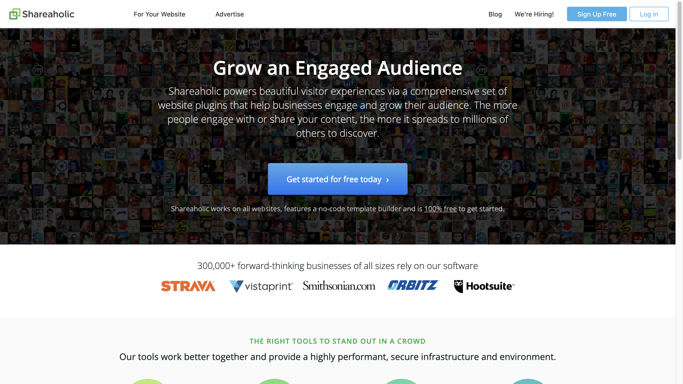 Shareaholic
For Your Website
Advertise
Blog
We're Hiring!
Sign Up Free
Log in
Grow an Engaged Audience
Shareaholic powers beautiful visitor experiences via a comprehensive set of
website plugins that help businesses engage and grow their audience. The more
people engage with or share your content, the more it spreads to millions of
others to discover.
Get started for free today ›
Shareaholic works on all websites, features a no-code template builder and is 100% free to get started.
300,000+ forward-thinking businesses of all sizes rely on our software
STRAVA
vistaprint
Smithsonian.com
ORBITZ
Hootsuite
THE RIGHT TOOLS TO STAND OUT IN A CROWD
Our tools work better together and provide a highly performant, secure infrastructure and environment.